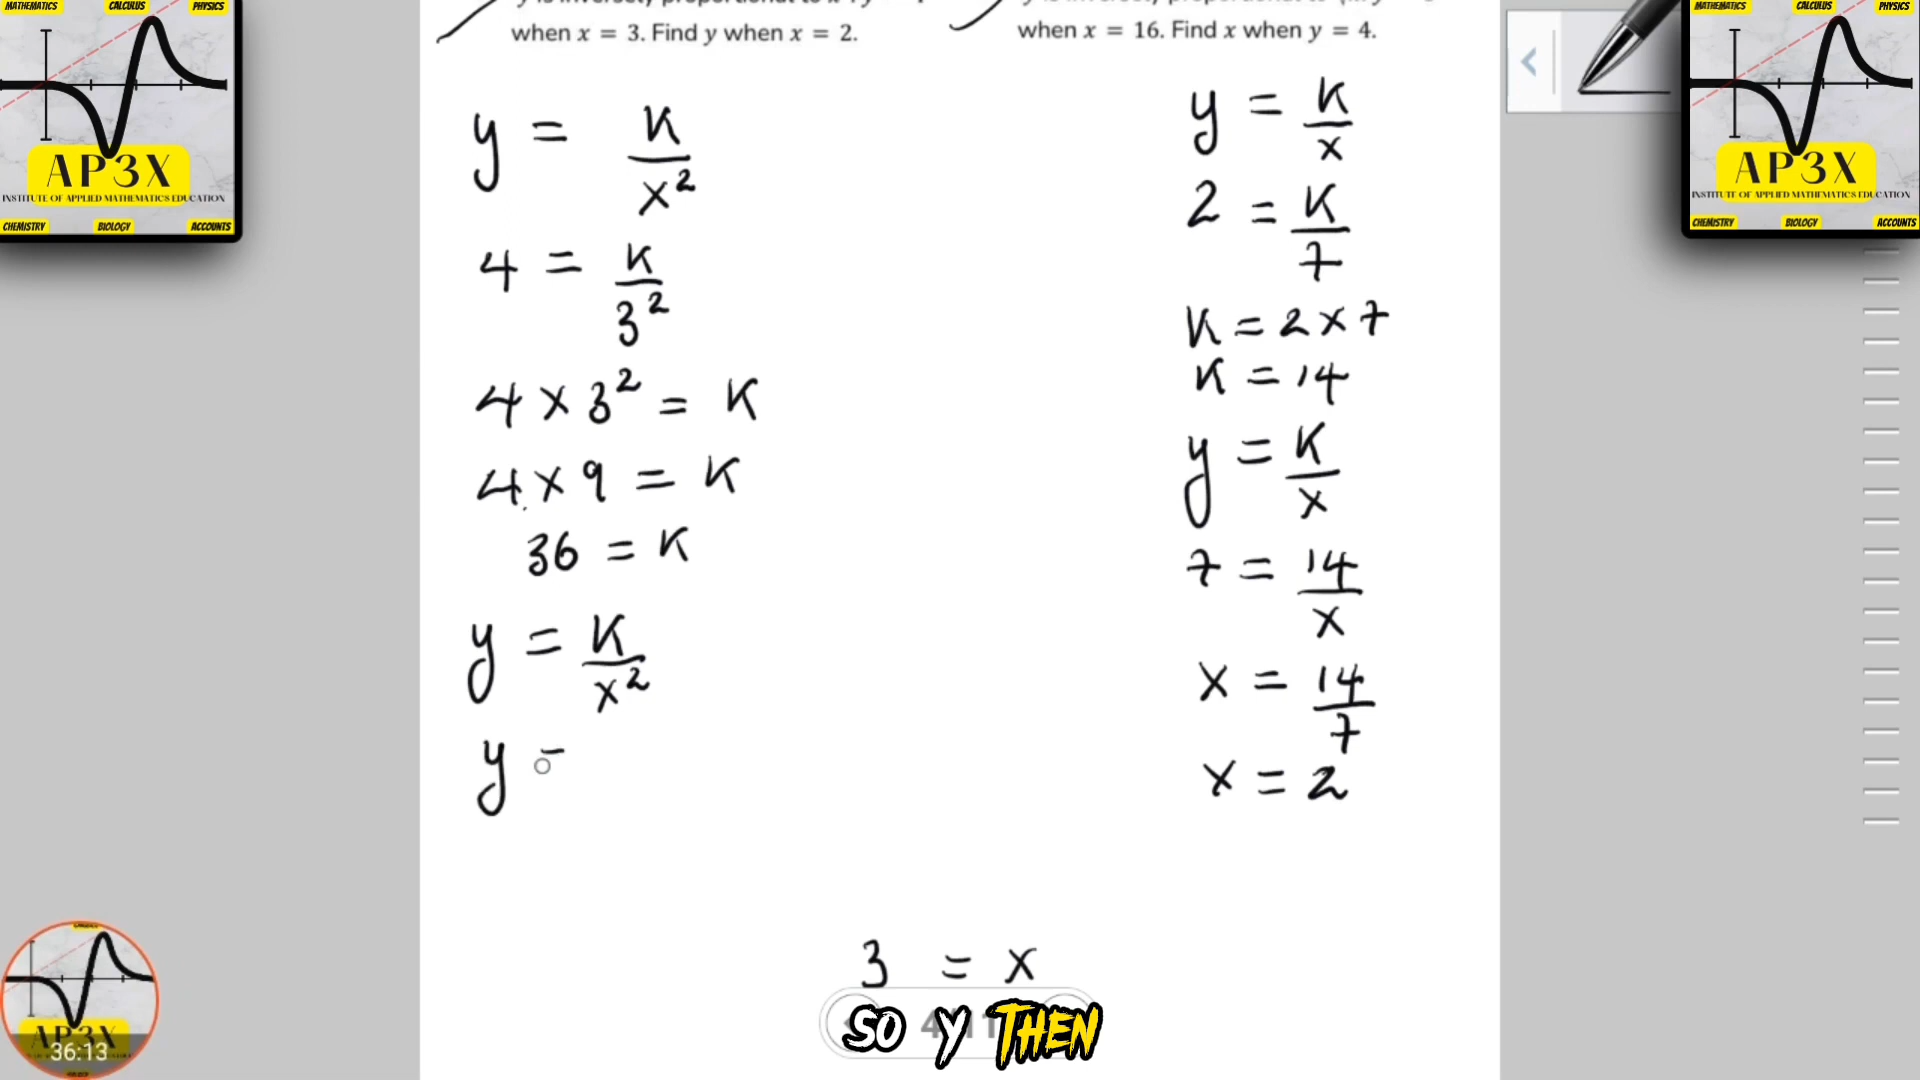 MATHEMATICS CALCULUS PHYSICS
AP3X
INSTITUTE OF APPLIED MATHEMATICS EDUCATION
CHEMISTRY BIOLOGY ACCOUNTS
when x = 3. Find y when x = 2.
y = K/x²
4 = K/3²
4 × 3² = K
4 × 9 = K
36 = K
y = K/x²
y =
when x = 16. Find x when y = 4.
y = K/x
2 = K/7
K = 2 × 7
K = 14
y = K/x
7 = 14/x
x = 14/7
x = 2
3 = x
SO Y THEN
MATHEMATICS CALCULUS PHYSICS
AP3X
INSTITUTE OF APPLIED MATHEMATICS EDUCATION
CHEMISTRY BIOLOGY ACCOUNTS
AP3X
36:13